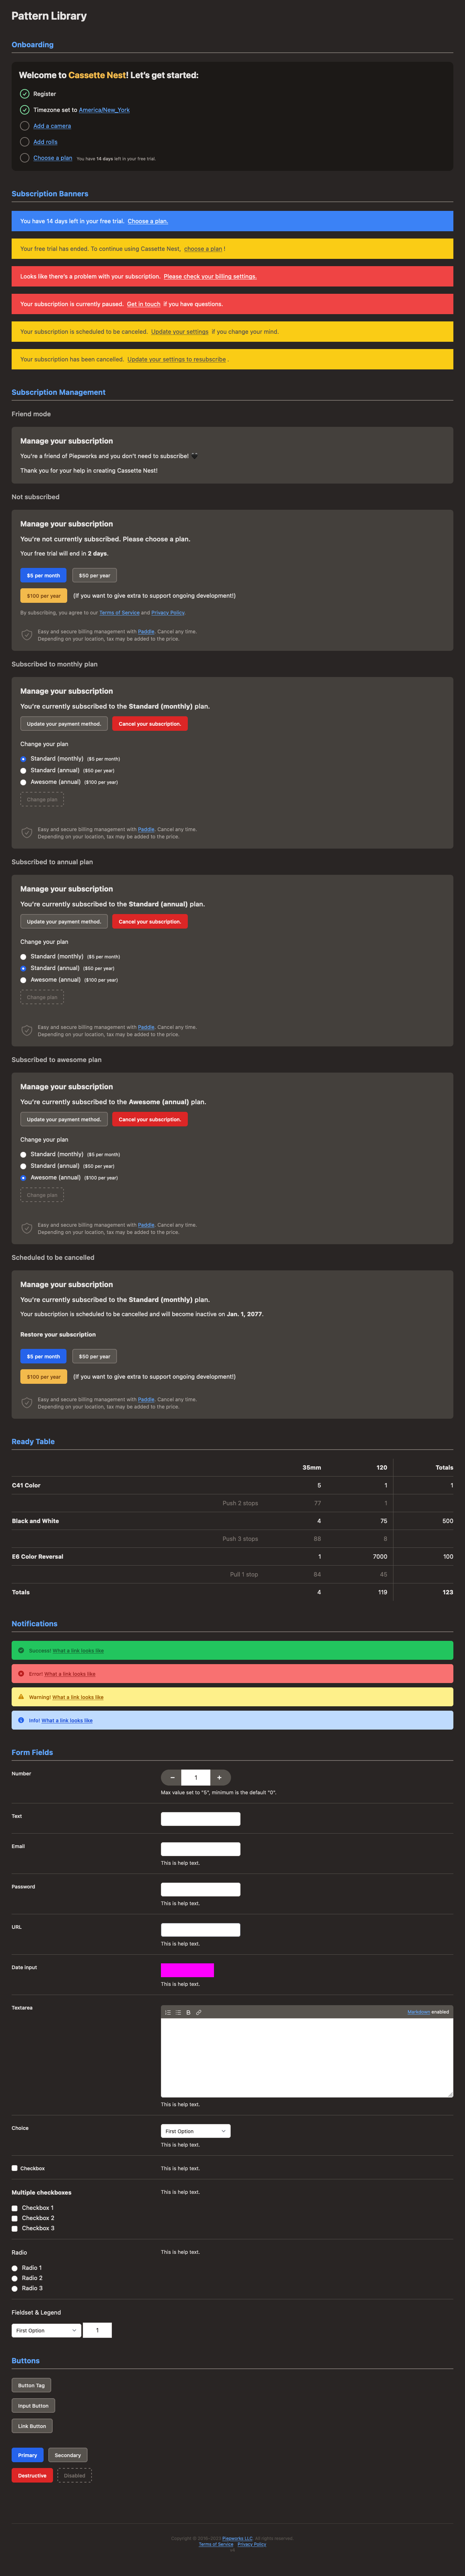 Pattern Library
Onboarding
Welcome to Cassette Nest! Let's get started:
Register
Timezone set to America/New_York
Add a camera
Add rolls
Choose a plan You have 14 days left in your free trial.
Subscription Banners
You have 14 days left in your free trial. Choose a plan.
Your free trial has ended. To continue using Cassette Nest, choose a plan !
Looks like there's a problem with your subscription. Please check your billing settings.
Your subscription is currently paused. Get in touch if you have questions.
Your subscription is scheduled to be canceled. Update your settings if you change your mind.
Your subscription has been cancelled. Update your settings to resubscribe .
Subscription Management
Friend mode
Manage your subscription
You're a friend of Piepworks and you don't need to subscribe! 🖤
Thank you for your help in creating Cassette Nest!
Not subscribed
Manage your subscription
You're not currently subscribed. Please choose a plan.
Your free trial will end in 2 days.
$5 per month $50 per year
$100 per year (If you want to give extra to support ongoing development!)
By subscribing, you agree to our Terms of Service and Privacy Policy.
Easy and secure billing management with Paddle. Cancel any time.
Depending on your location, tax may be added to the price.
Subscribed to monthly plan
Manage your subscription
You're currently subscribed to the Standard (monthly) plan.
Update your payment method. Cancel your subscription.
Change your plan
Standard (monthly) ($5 per month)
Standard (annual) ($50 per year)
Awesome (annual) ($100 per year)
Change plan
Easy and secure billing management with Paddle. Cancel any time.
Depending on your location, tax may be added to the price.
Subscribed to annual plan
Manage your subscription
You're currently subscribed to the Standard (annual) plan.
Update your payment method. Cancel your subscription.
Change your plan
Standard (monthly) ($5 per month)
Standard (annual) ($50 per year)
Awesome (annual) ($100 per year)
Change plan
Easy and secure billing management with Paddle. Cancel any time.
Depending on your location, tax may be added to the price.
Subscribed to awesome plan
Manage your subscription
You're currently subscribed to the Awesome (annual) plan.
Update your payment method. Cancel your subscription.
Change your plan
Standard (monthly) ($5 per month)
Standard (annual) ($50 per year)
Awesome (annual) ($100 per year)
Change plan
Easy and secure billing management with Paddle. Cancel any time.
Depending on your location, tax may be added to the price.
Scheduled to be cancelled
Manage your subscription
You're currently subscribed to the Standard (monthly) plan.
Your subscription is scheduled to be cancelled and will become inactive on Jan. 1, 2077.
Restore your subscription
$5 per month $50 per year
$100 per year (If you want to give extra to support ongoing development!)
Easy and secure billing management with Paddle. Cancel any time.
Depending on your location, tax may be added to the price.
Ready Table
35mm 120 Totals
C41 Color 5 1 1
Push 2 stops 77 1
Black and White 4 75 500
Push 3 stops 88 8
E6 Color Reversal 1 7000 100
Pull 1 stop 84 45
Totals 4 119 123
Notifications
Success! What a link looks like
Error! What a link looks like
Warning! What a link looks like
Info! What a link looks like
Form Fields
Number − 1 +
Max value set to "5", minimum is the default "0".
Text
Email
This is help text.
Password
This is help text.
URL
This is help text.
Date input
This is help text.
Textarea B Markdown enabled
This is help text.
Choice First Option
This is help text.
Checkbox This is help text.
Multiple checkboxes This is help text.
Checkbox 1
Checkbox 2
Checkbox 3
Radio This is help text.
Radio 1
Radio 2
Radio 3
Fieldset & Legend
First Option 1
Buttons
Button Tag
Input Button
Link Button
Primary Secondary
Destructive Disabled
Piepworks LLC. All rights reserved.
Terms of Service Privacy Policy